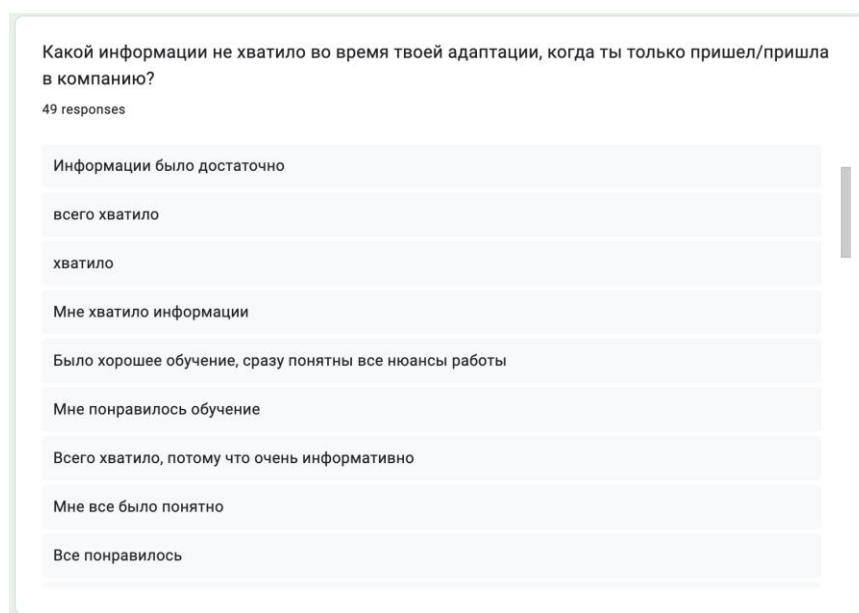 Какой информации не хватило во время твоей адаптации, когда ты только пришел/пришла
в компанию?
49 responses
Информации было достаточно
всего хватило
хватило
Мне хватило информации
Было хорошее обучение, сразу понятны все нюансы работы
Мне понравилось обучение
Всего хватило, потому что очень информативно
Мне все было понятно
Все понравилось